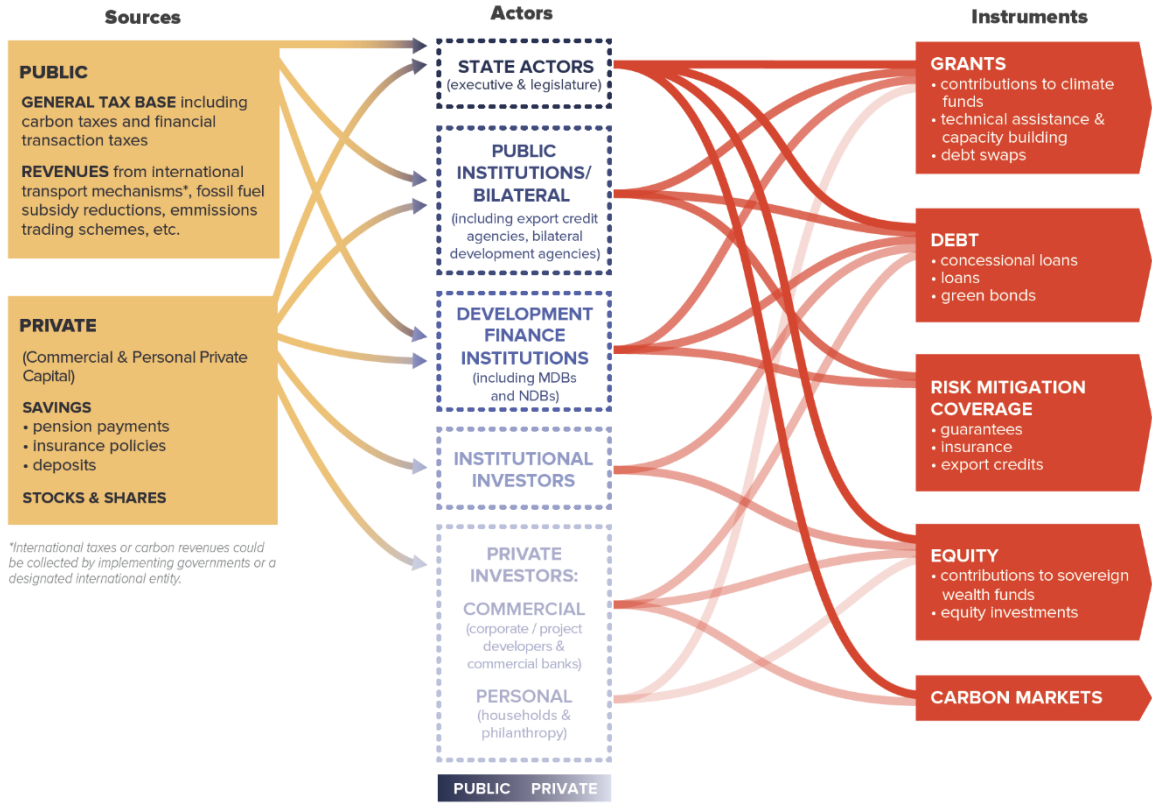 Sources
Actors
Instruments
PUBLIC
GENERAL TAX BASE including
carbon taxes and financial
transaction taxes
REVENUES from international
transport mechanisms*, fossil fuel
subsidy reductions, emmissions
trading schemes, etc.
PRIVATE
(Commercial & Personal Private
Capital)
SAVINGS
• pension payments
• insurance policies
• deposits
STOCKS & SHARES
*International taxes or carbon revenues could
be collected by implementing governments or a
designated international entity.
STATE ACTORS
(executive & legislature)
PUBLIC
INSTITUTIONS/
BILATERAL
(including export credit
agencies, bilateral
development agencies)
DEVELOPMENT
FINANCE
INSTITUTIONS
(including MDBs
and NDBs)
INSTITUTIONAL
INVESTORS
PRIVATE
INVESTORS:
COMMERCIAL
(corporate / project
developers &
commercial banks)
PERSONAL
(households &
philanthropy)
PUBLIC PRIVATE
GRANTS
• contributions to climate
funds
• technical assistance &
capacity building
• debt swaps
DEBT
• concessional loans
• loans
• green bonds
RISK MITIGATION
COVERAGE
• guarantees
• insurance
• export credits
EQUITY
• contributions to sovereign
wealth funds
• equity investments
CARBON MARKETS